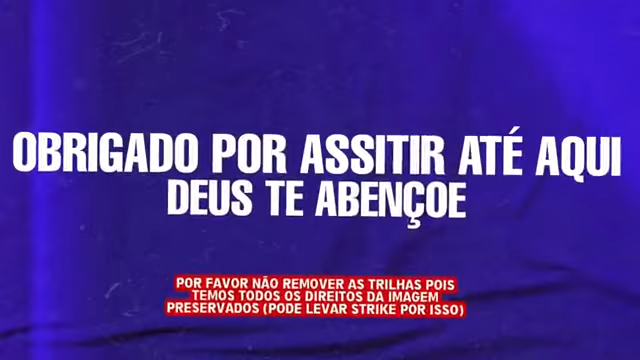 OBRIGADO POR ASSITIR ATÉ AQUI
DEUS TE ABENÇOE
POR FAVOR NÃO REMOVER AS TRILHAS POIS
TEMOS TODOS OS DIREITOS DA IMAGEM
PRESERVADOS (PODE LEVAR STRIKE POR ISSO)